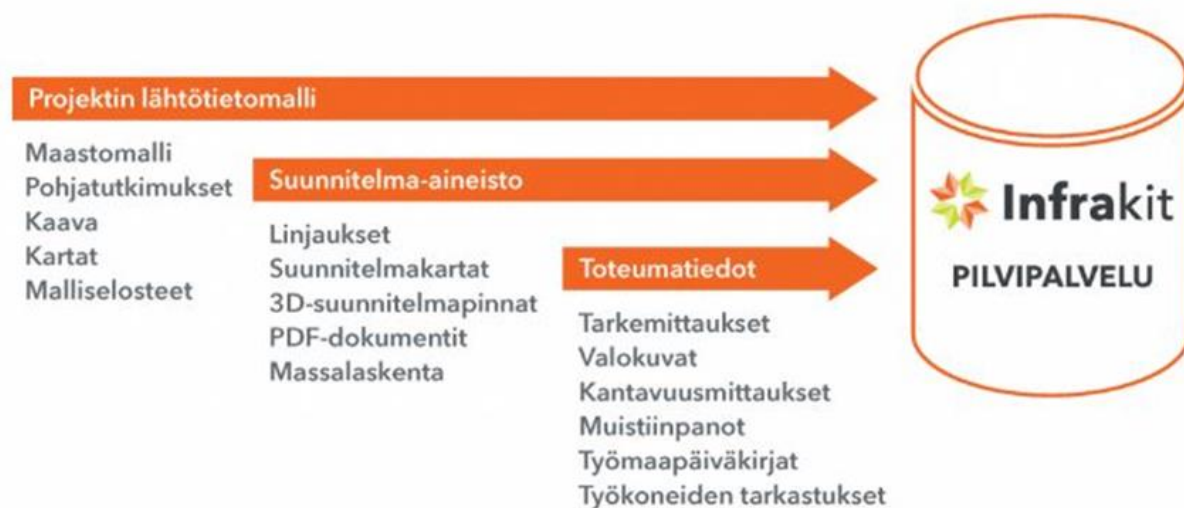 Projektin lähtötietomalli
Maastomalli
Pohjatutkimukset
Kaava
Kartat
Malliselosteet
Suunnitelma-aineisto
Linjaukset
Suunnitelmakartat
3D-suunnitelmapinnat
PDF-dokumentit
Massalaskenta
Toteumatiedot
Tarkemittaukset
Valokuvat
Kantavuusmittaukset
Muistiinpanot
Työmaapäiväkirjat
Työkoneiden tarkastukset
Infrakit
PILVIPALVELU